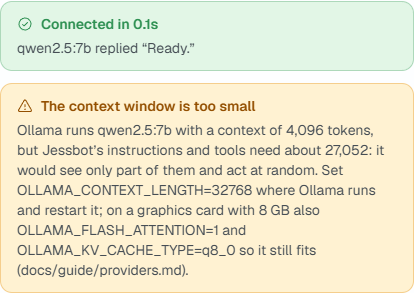 Connected in 0.1s
qwen2.5:7b replied “Ready.”
The context window is too small
Ollama runs qwen2.5:7b with a context of 4,096 tokens,
but Jessbot's instructions and tools need about 27,052: it
would see only part of them and act at random. Set
OLLAMA_CONTEXT_LENGTH=32768 where Ollama runs
and restart it; on a graphics card with 8 GB also
OLLAMA_FLASH_ATTENTION=1 and
OLLAMA_KV_CACHE_TYPE=q8_0 so it still fits
(docs/guide/providers.md).